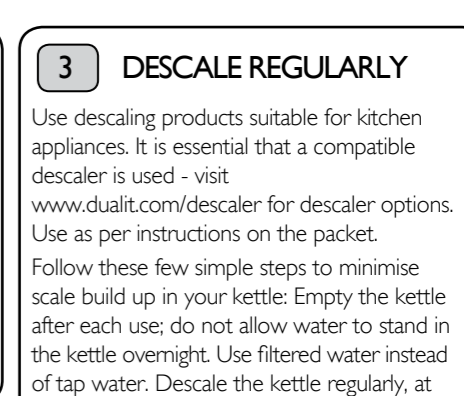 3 DESCALE REGULARLY
Use descaling products suitable for kitchen
appliances. It is essential that a compatible
descaler is used - visit
www.dualit.com/descaler for descaler options.
Use as per instructions on the packet.
Follow these few simple steps to minimise
scale build up in your kettle: Empty the kettle
after each use; do not allow water to stand in
the kettle overnight. Use filtered water instead
of tap water. Descale the kettle regularly, at